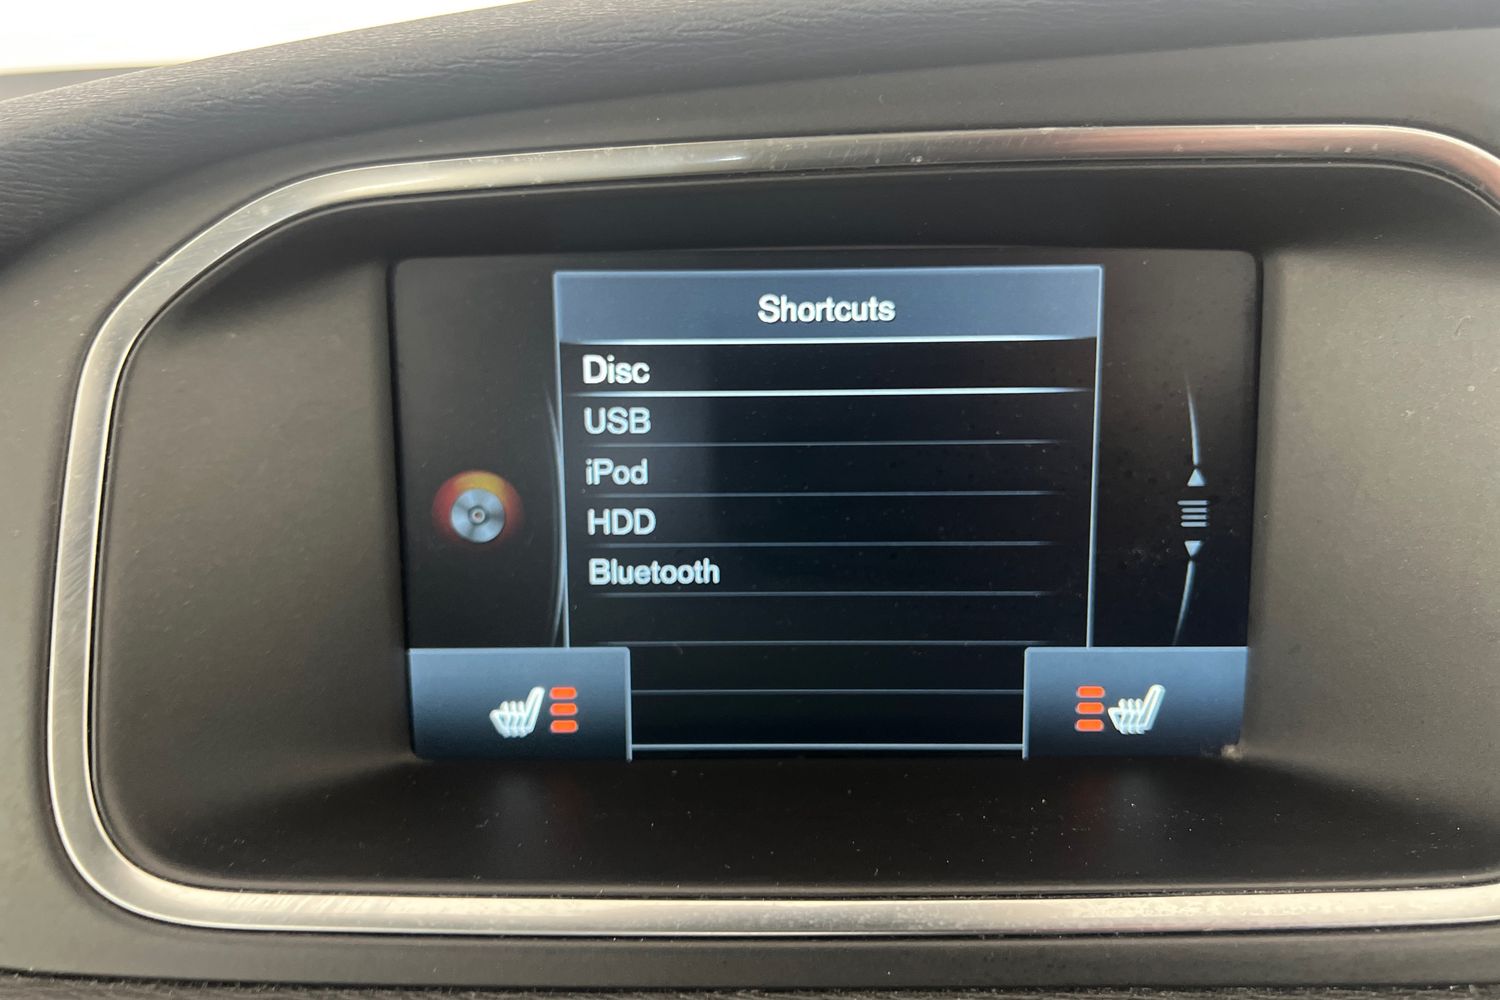 Shortcuts
Disc
USB
iPod
HDD
Bluetooth